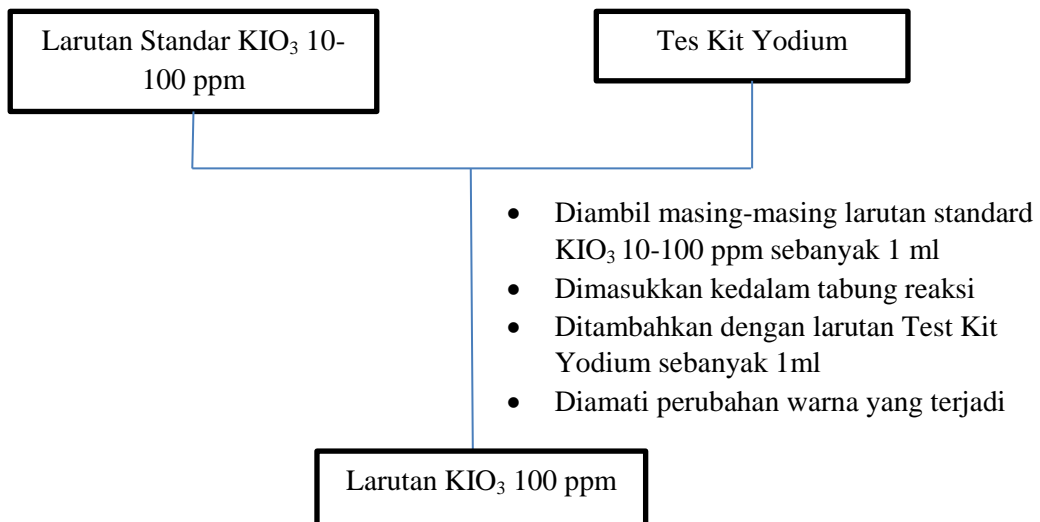 Larutan Standar KIO₃ 10-
100 ppm
Tes Kit Yodium
• Diambil masing-masing larutan standard
KIO₃ 10-100 ppm sebanyak 1 ml
• Dimasukkan kedalam tabung reaksi
• Ditambahkan dengan larutan Test Kit
Yodium sebanyak 1ml
• Diamati perubahan warna yang terjadi
Larutan KIO₃ 100 ppm